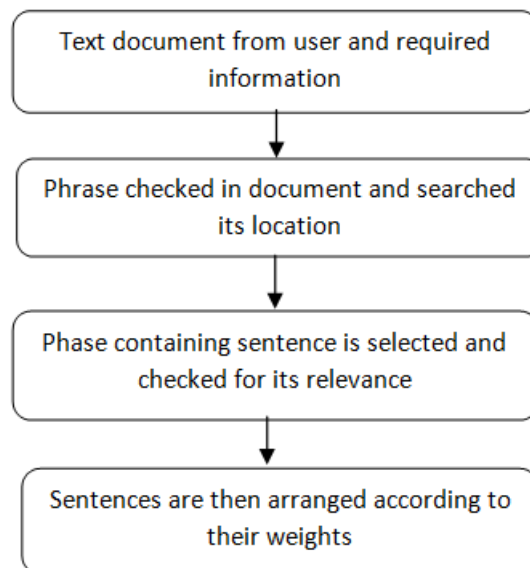 Text document from user and required
information
Phrase checked in document and searched
its location
Phase containing sentence is selected and
checked for its relevance
Sentences are then arranged according to
their weights